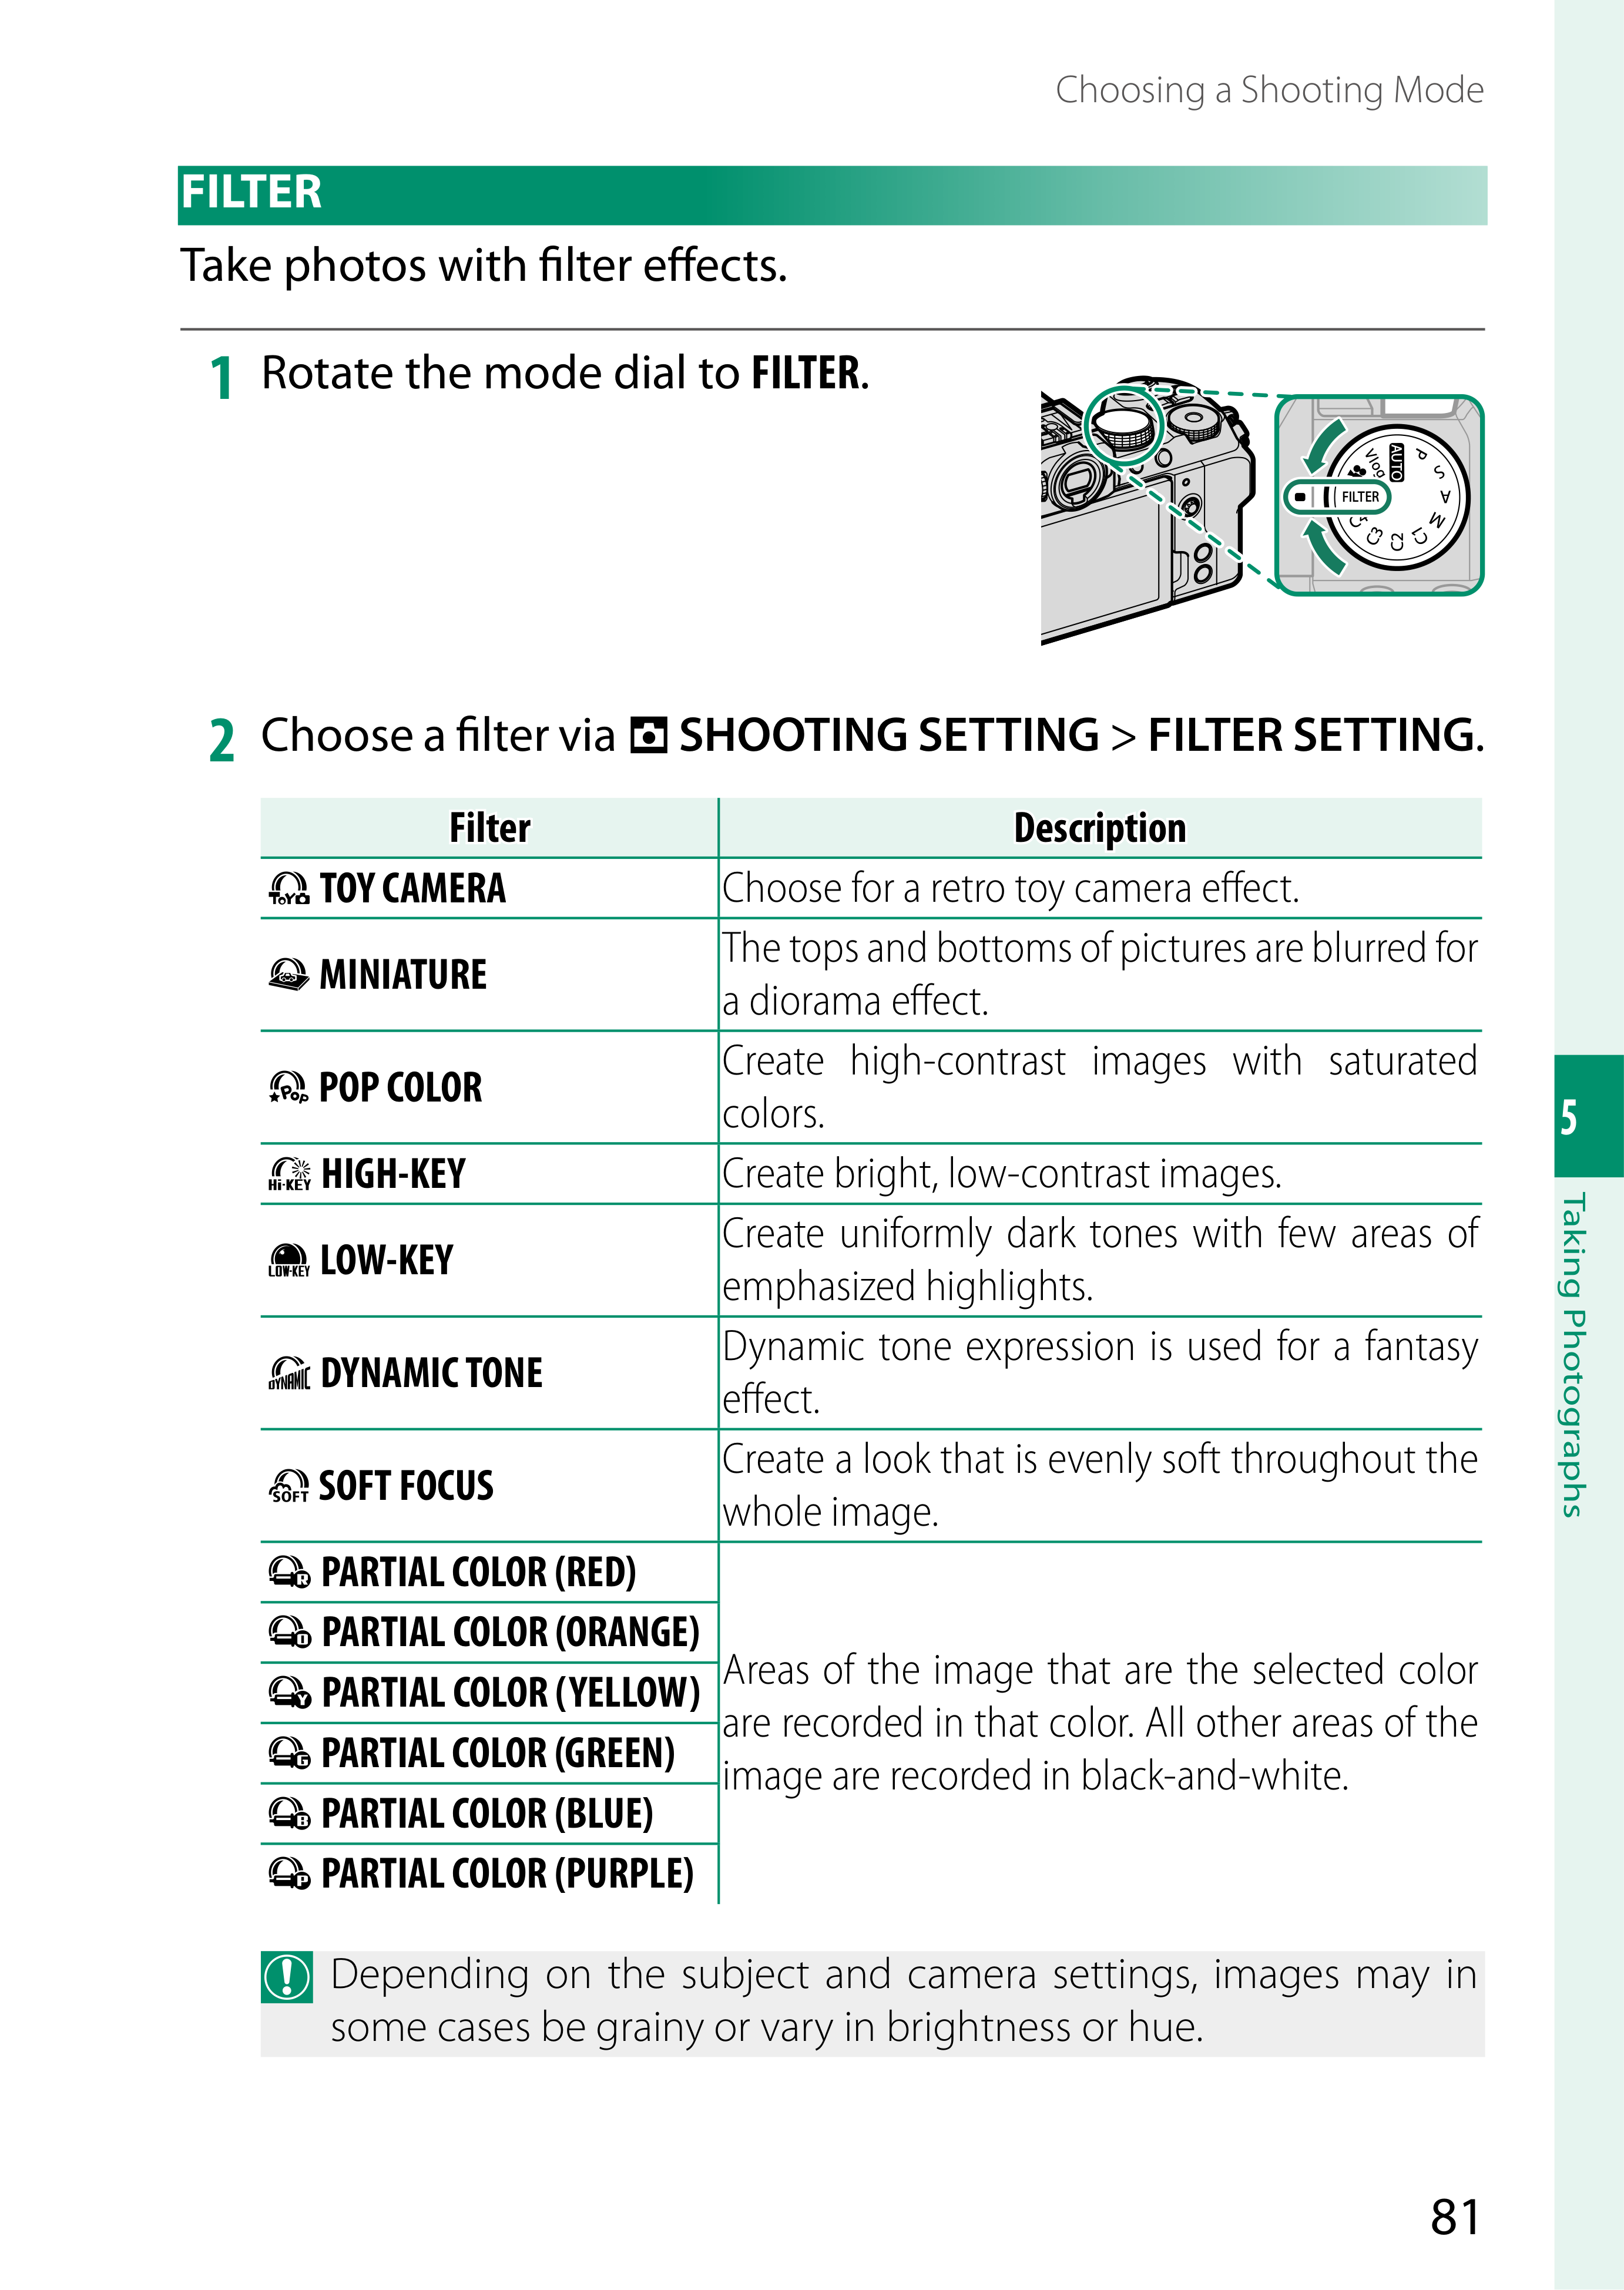 Choosing a Shooting Mode
FILTER
Take photos with filter effects.
1 Rotate the mode dial to FILTER.
P
S
A
M
C1
C2
C3
FILTER
Vlog
AUTO
2 Choose a filter via SHOOTING SETTING > FILTER SETTING.
Filter Description
TOY CAMERA Choose for a retro toy camera effect.
MINIATURE The tops and bottoms of pictures are blurred for
a diorama effect.
POP COLOR Create high-contrast images with saturated
colors.
Hi-KEY HIGH-KEY Create bright, low-contrast images.
LOW-KEY LOW-KEY Create uniformly dark tones with few areas of
emphasized highlights.
DYNAMIC DYNAMIC TONE Dynamic tone expression is used for a fantasy
effect.
SOFT SOFT FOCUS Create a look that is evenly soft throughout the
whole image.
R PARTIAL COLOR (RED)
O PARTIAL COLOR (ORANGE)
Y PARTIAL COLOR (YELLOW)
G PARTIAL COLOR (GREEN)
B PARTIAL COLOR (BLUE)
P PARTIAL COLOR (PURPLE)
Areas of the image that are the selected color
are recorded in that color. All other areas of the
image are recorded in black-and-white.
Depending on the subject and camera settings, images may in
some cases be grainy or vary in brightness or hue.
5
Taking Photographs
81